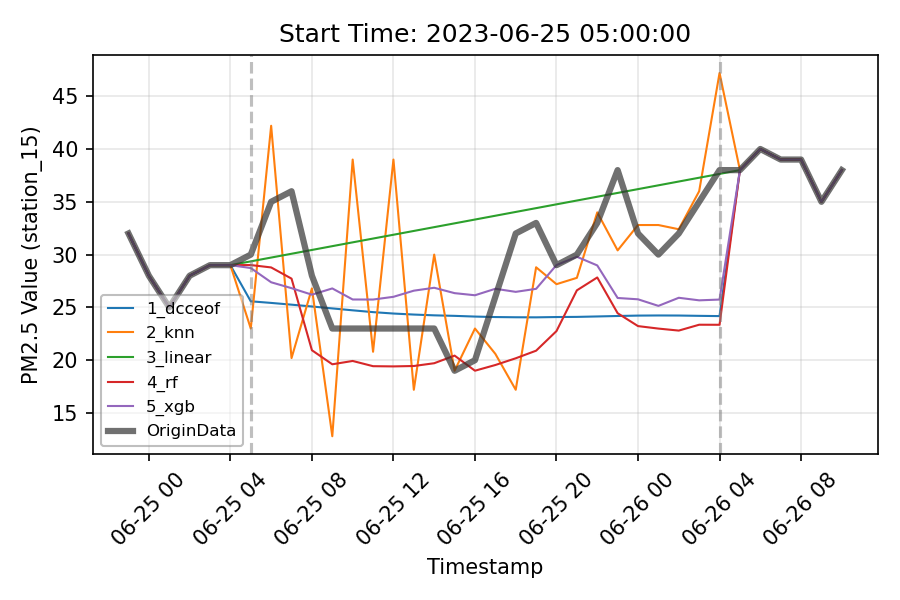 Start Time: 2023-06-25 05:00:00
PM2.5 Value (station_15)
45
40
35
30
25
20
15
1_dcceof
2_knn
3_linear
4_rf
5_xgb
OriginData
06-25 00
06-25 04
06-25 08
06-25 12
06-25 16
06-25 20
06-26 00
06-26 04
06-26 08
Timestamp